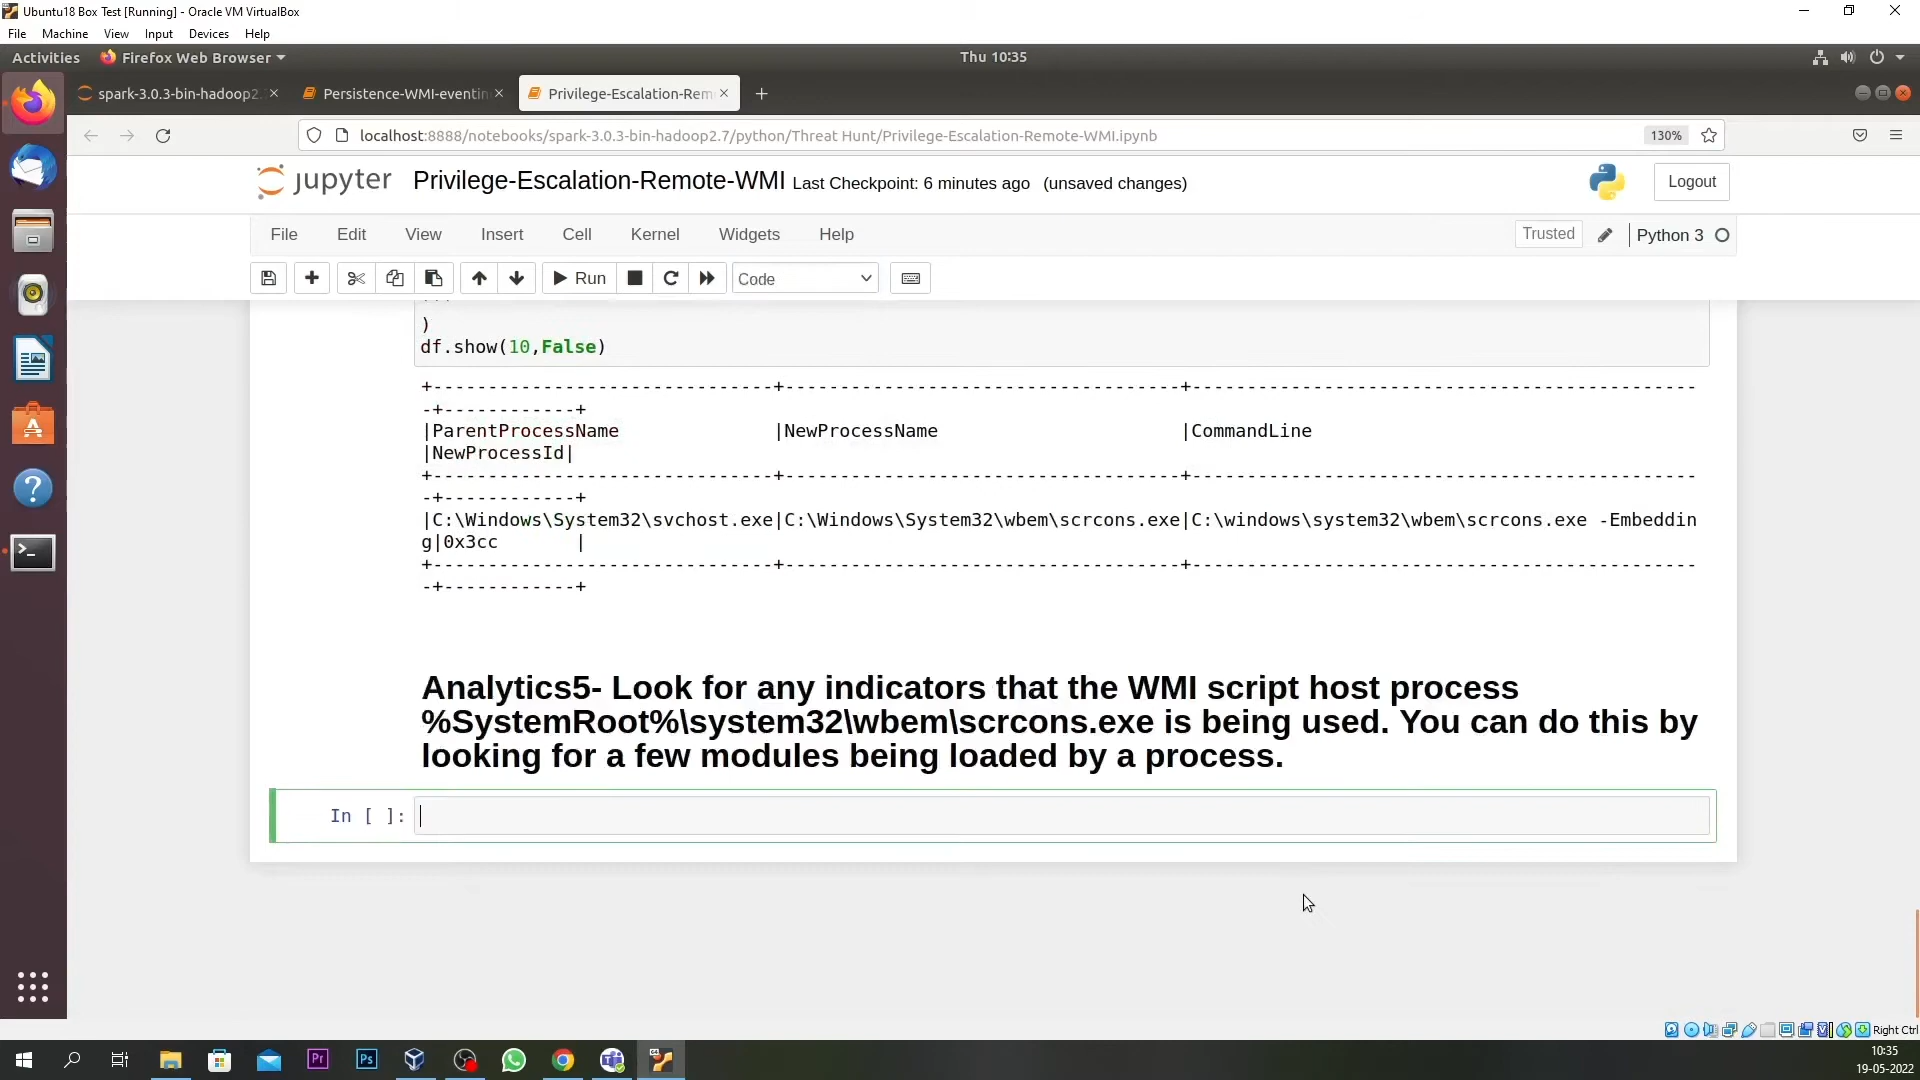 Ubuntu18 Box Test [Running] - Oracle VM VirtualBox
File Machine View Input Devices Help
Activities Firefox Web Browser Thu 10:35
spark-3.0.3-bin-hadoop2. Persistence-WMI-eventin Privilege-Escalation-Rem
localhost:8888/notebooks/spark-3.0.3-bin-hadoop2.7/python/Threat Hunt/Privilege-Escalation-Remote-WMI.ipynb 130%
jupyter Privilege-Escalation-Remote-WMI Last Checkpoint: 6 minutes ago (unsaved changes) Logout
File Edit View Insert Cell Kernel Widgets Help Trusted Python 3
Run Code
)
df.show(10,False)
+-------------------------------+------------------------------------+----------------------------------------------
-+------------+
|ParentProcessName |NewProcessName |CommandLine
|NewProcessId|
+-------------------------------+------------------------------------+----------------------------------------------
-+------------+
|C:\Windows\System32\svchost.exe|C:\Windows\System32\wbem\scrcons.exe|C:\windows\system32\wbem\scrcons.exe -Embeddin
g|0x3cc |
+-------------------------------+------------------------------------+----------------------------------------------
-+------------+
Analytics5- Look for any indicators that the WMI script host process
%SystemRoot%\system32\wbem\scrcons.exe is being used. You can do this by
looking for a few modules being loaded by a process.
In [ ]:
Right Ctrl
Pr Ps
10:35
19-05-2022